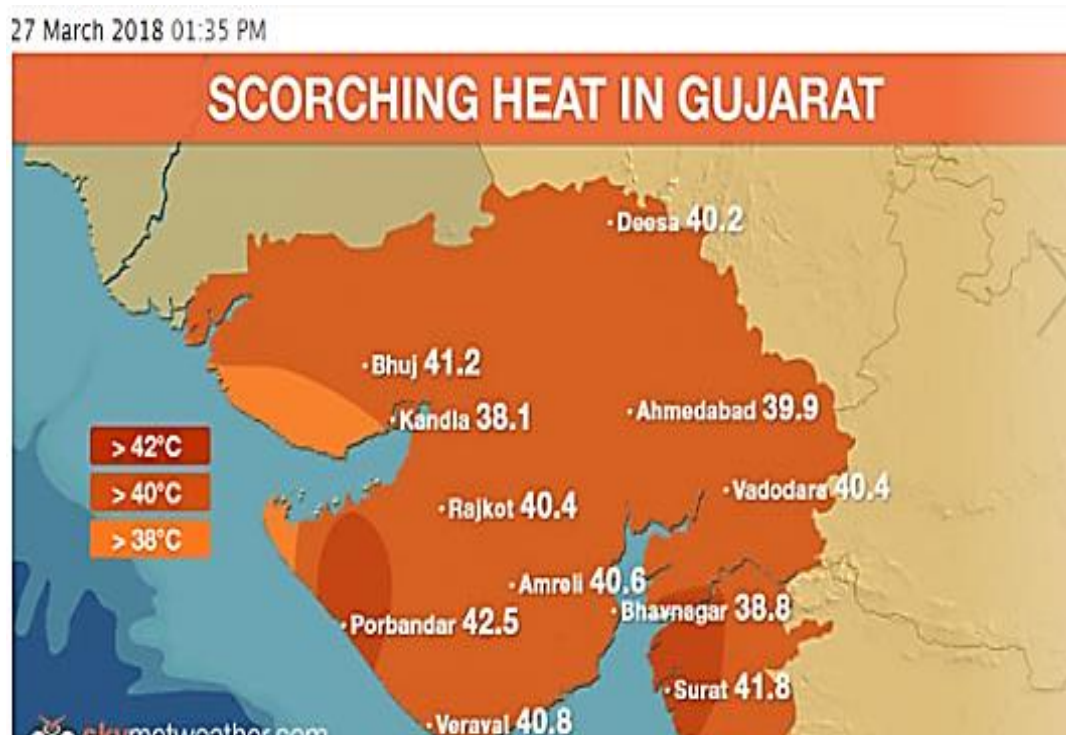 27 March 2018 01:35 PM
SCORCHING HEAT IN GUJARAT
Deesa 40.2
Bhuj 41.2
Kandla 38.1
Ahmedabad 39.9
> 42°C
> 40°C
> 38°C
Rajkot 40.4
Vadodara 40.4
Amreli 40.6
Bhavnagar 38.8
Porbandar 42.5
Surat 41.8
Veraval 40.8
skymetweather.com